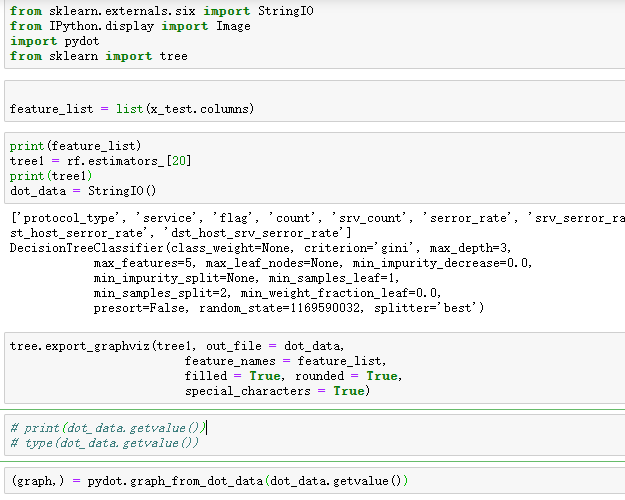 from sklearn.externals.six import StringIO
from IPython.display import Image
import pydot
from sklearn import tree
feature_list = list(x_test.columns)
print(feature_list)
tree1 = rf.estimators_[20]
print(tree1)
dot_data = StringIO()
['protocol_type', 'service', 'flag', 'count', 'srv_count', 'serror_rate', 'srv_serror_ra
st_host_serror_rate', 'dst_host_srv_serror_rate']
DecisionTreeClassifier(class_weight=None, criterion='gini', max_depth=3,
max_features=5, max_leaf_nodes=None, min_impurity_decrease=0.0,
min_impurity_split=None, min_samples_leaf=1,
min_samples_split=2, min_weight_fraction_leaf=0.0,
presort=False, random_state=1169590032, splitter='best')
tree.export_graphviz(tree1, out_file = dot_data,
feature_names = feature_list,
filled = True, rounded = True,
special_characters = True)
# print(dot_data.getvalue())
# type(dot_data.getvalue())
(graph,) = pydot.graph_from_dot_data(dot_data.getvalue())